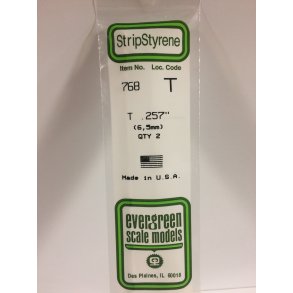 StripStyrene
Item No. Loc. Code
768 T
T .257"
(6,5mm)
QTY 2
Made in U.S.A.
evergreen
scale models
Des Plaines, IL 60018